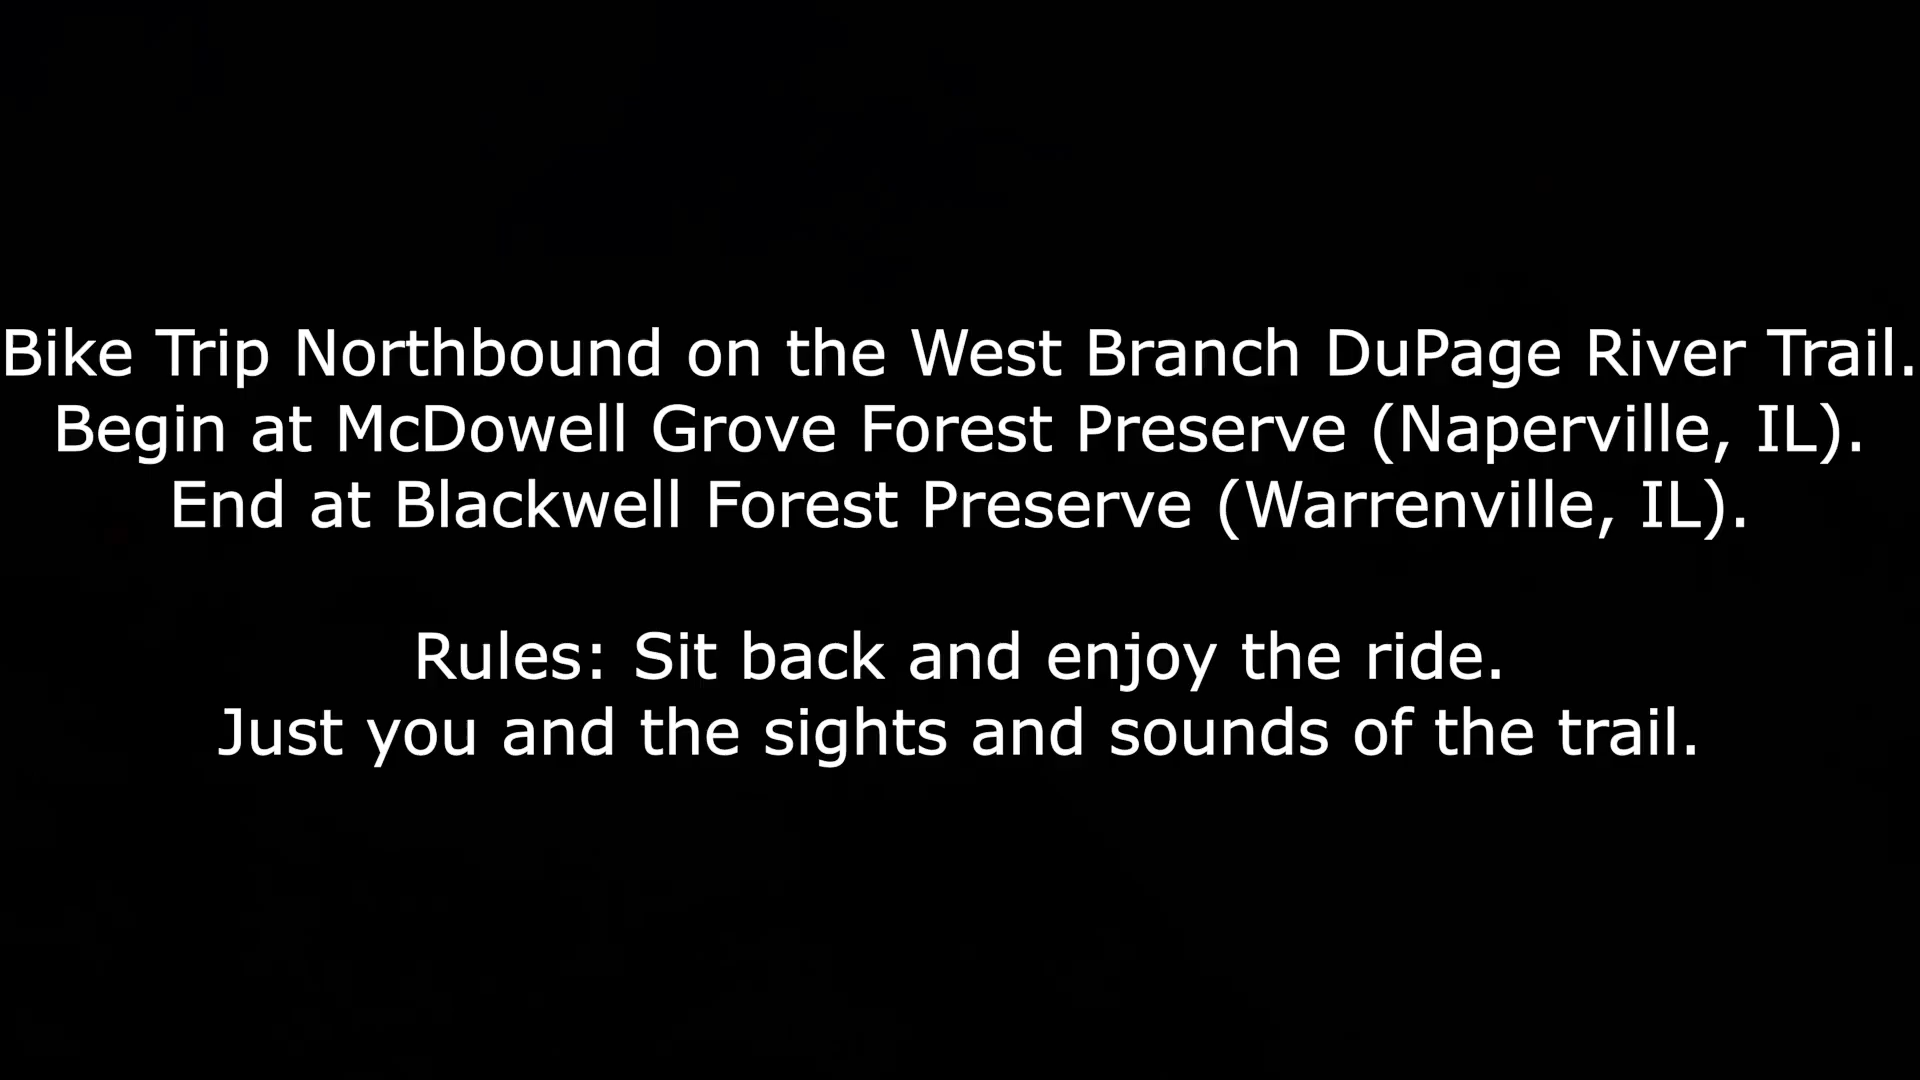 Bike Trip Northbound on the West Branch DuPage River Trail.
Begin at McDowell Grove Forest Preserve (Naperville, IL).
End at Blackwell Forest Preserve (Warrenville, IL).
Rules: Sit back and enjoy the ride.
Just you and the sights and sounds of the trail.